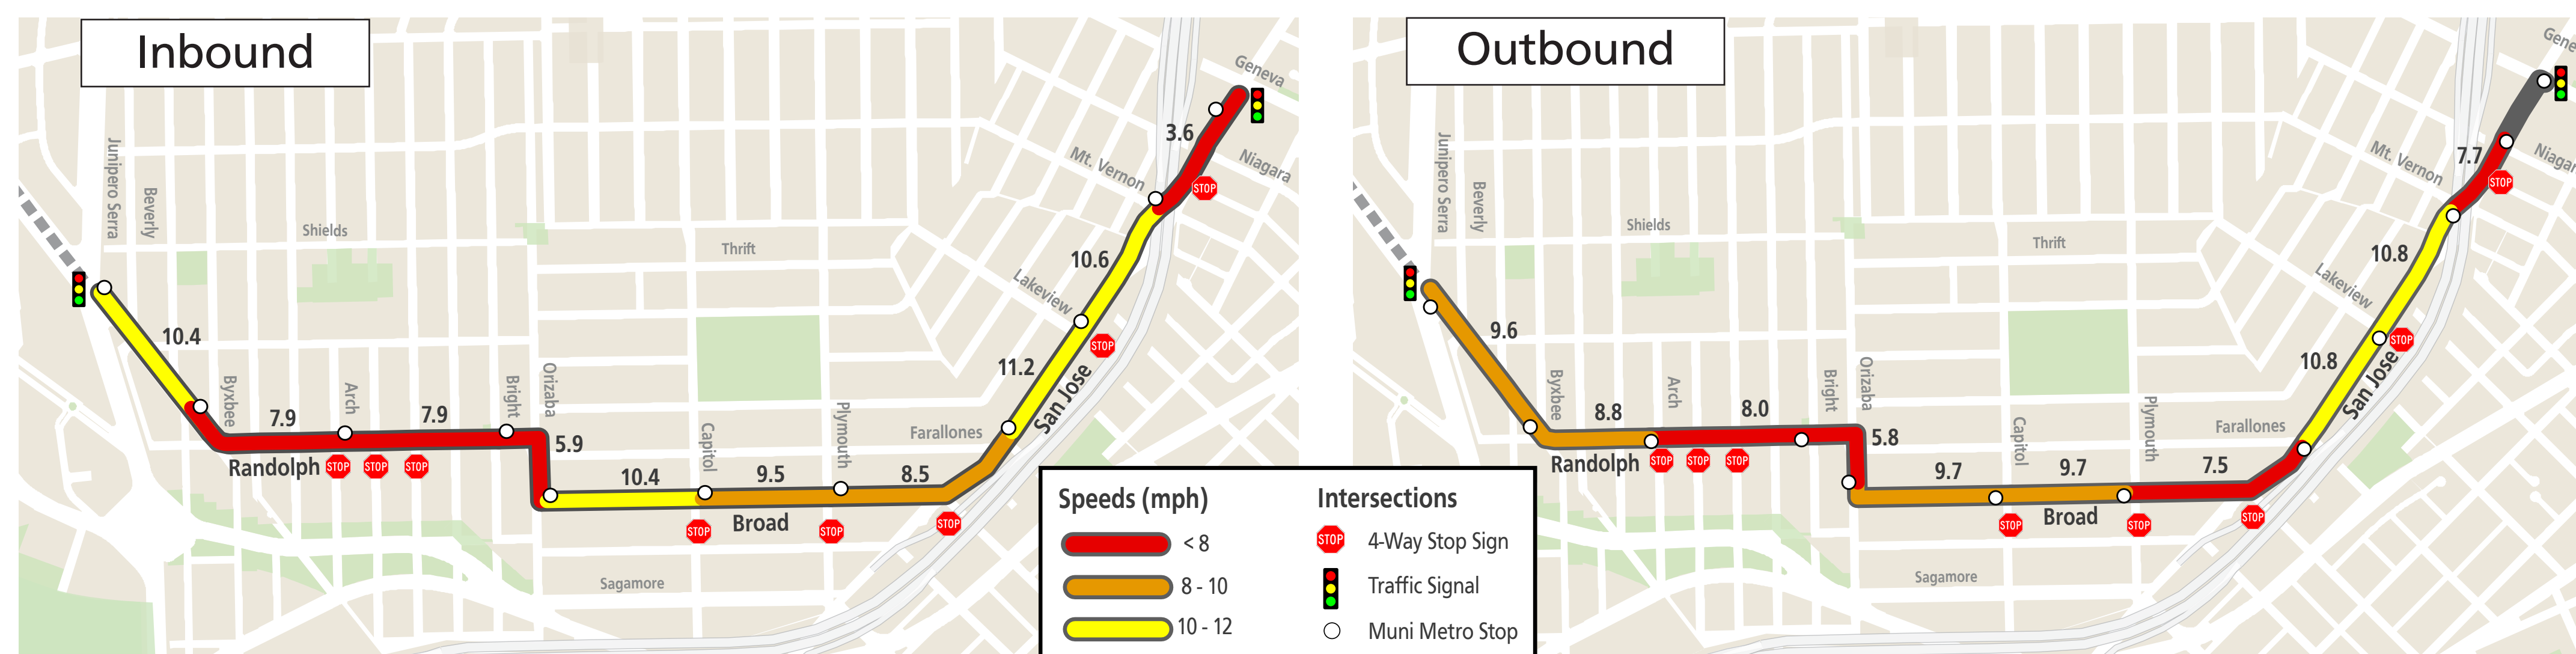 Inbound
Geneva
3.6
Niagara
Mt. Vernon
STOP
Junipero Serra
Beverly
Shields
Thrift
10.6
Lakeview
10.4
STOP
11.2
San Jose
Byxbee
7.9
Arch
7.9
Bright
Orizaba
5.9
Randolph
STOP
STOP
STOP
Capitol
Plymouth
Farallones
10.4
9.5
8.5
Broad
STOP
STOP
STOP
Sagamore
Speeds (mph)
< 8
8 - 10
10 - 12
Intersections
STOP
4-Way Stop Sign
Traffic Signal
Muni Metro Stop
Outbound
Gene
Niagar
Mt. Vernon
7.7
STOP
Junipero Serra
Beverly
Shields
Thrift
10.8
Lakeview
9.6
STOP
10.8
San Jose
Byxbee
8.8
Arch
8.0
Bright
Orizaba
5.8
Randolph
STOP
STOP
STOP
Capitol
Plymouth
Farallones
9.7
9.7
7.5
Broad
STOP
STOP
STOP
Sagamore